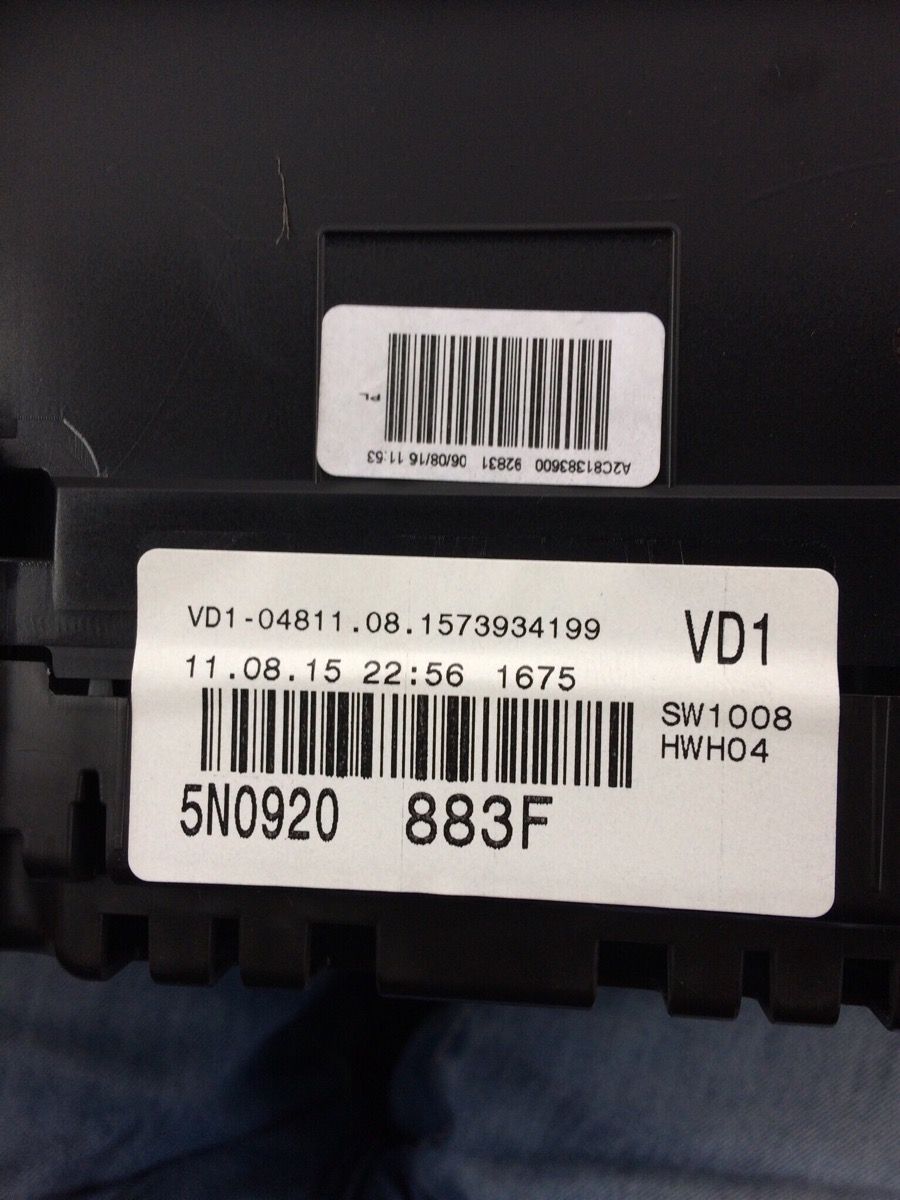 PL
A2C81383600 92831 06/08/16 11:53
VD1-04811.08.1573934199
VD1
11.08.15 22:56 1675
SW1008
HWH04
5N0920 883F